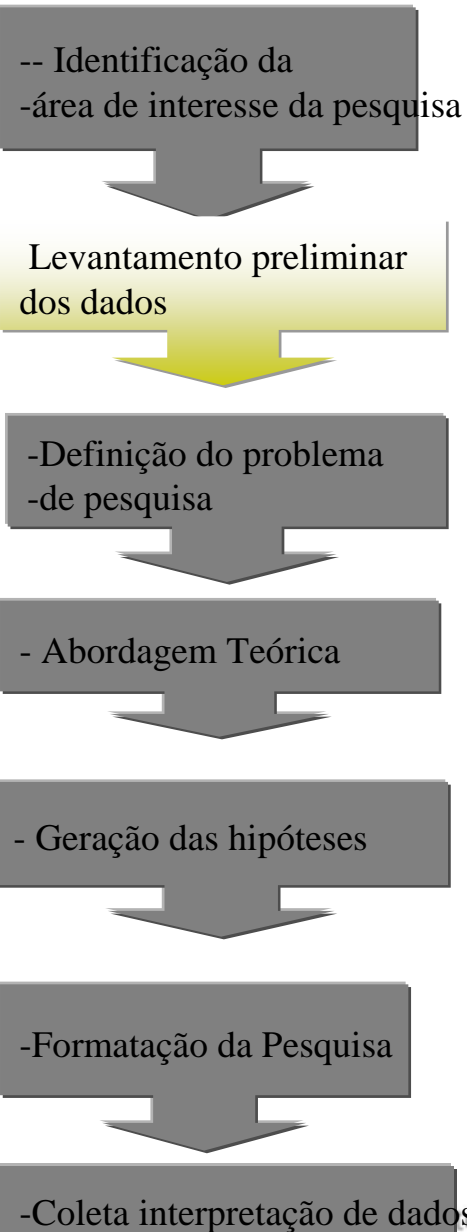 -- Identificação da
-área de interesse da pesquisa
Levantamento preliminar
dos dados
-Definição do problema
-de pesquisa
- Abordagem Teórica
- Geração das hipóteses
-Formatação da Pesquisa
-Coleta interpretação de dados